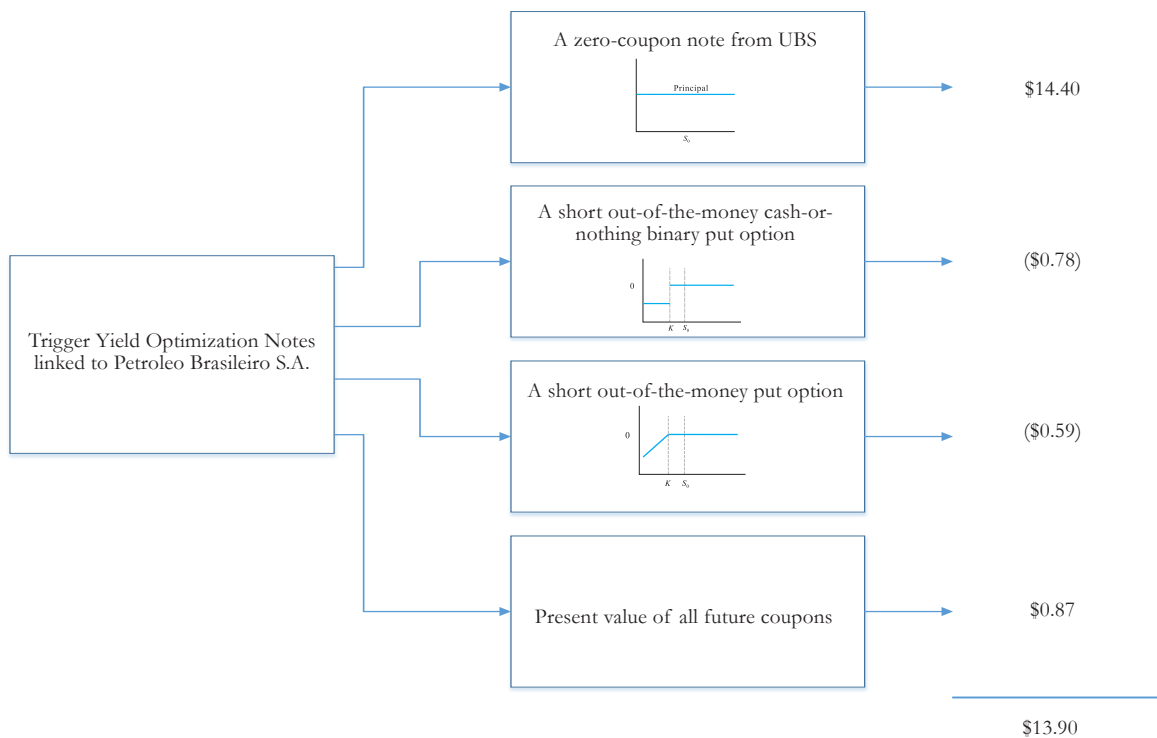 A zero-coupon note from UBS
Principal
S₀
$14.40
A short out-of-the-money cash-or-
nothing binary put option
0
K
S₀
($0.78)
Trigger Yield Optimization Notes
linked to Petroleo Brasileiro S.A.
A short out-of-the-money put option
0
K
S₀
($0.59)
Present value of all future coupons
$0.87
$13.90